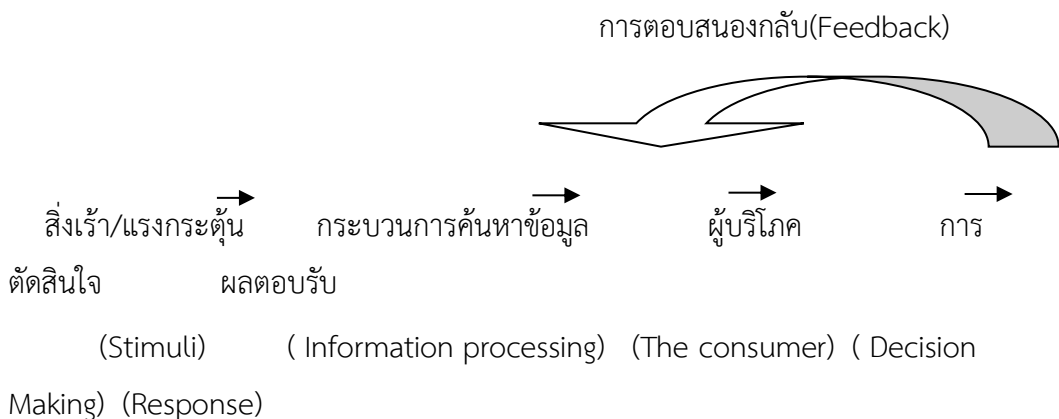 การตอบสนองกลับ(Feedback)
สิ่งเร้า/แรงกระตุ้น กระบวนการค้นหาข้อมูล ผู้บริโภค การ
ตัดสินใจ ผลตอบรับ
(Stimuli) ( Information processing) (The consumer) ( Decision
Making) (Response)